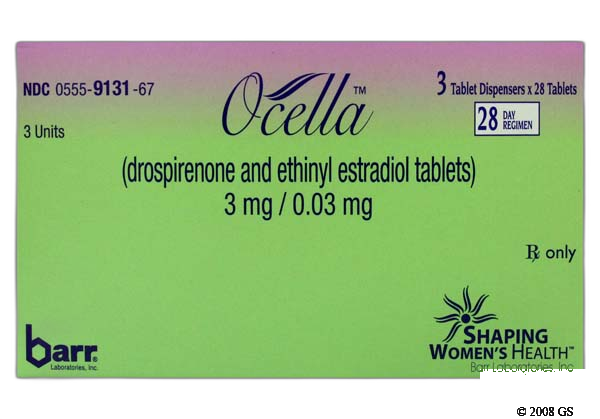 NDC 0555-9131-67
3 Units
Ocella™
3 Tablet Dispensers x 28 Tablets
28 DAY REGIMEN
(drospirenone and ethinyl estradiol tablets)
3 mg / 0.03 mg
℞ only
barr®
Laboratories, Inc.
SHAPING
WOMEN'S HEALTH™
Barr Laboratories, Inc
© 2008 GS